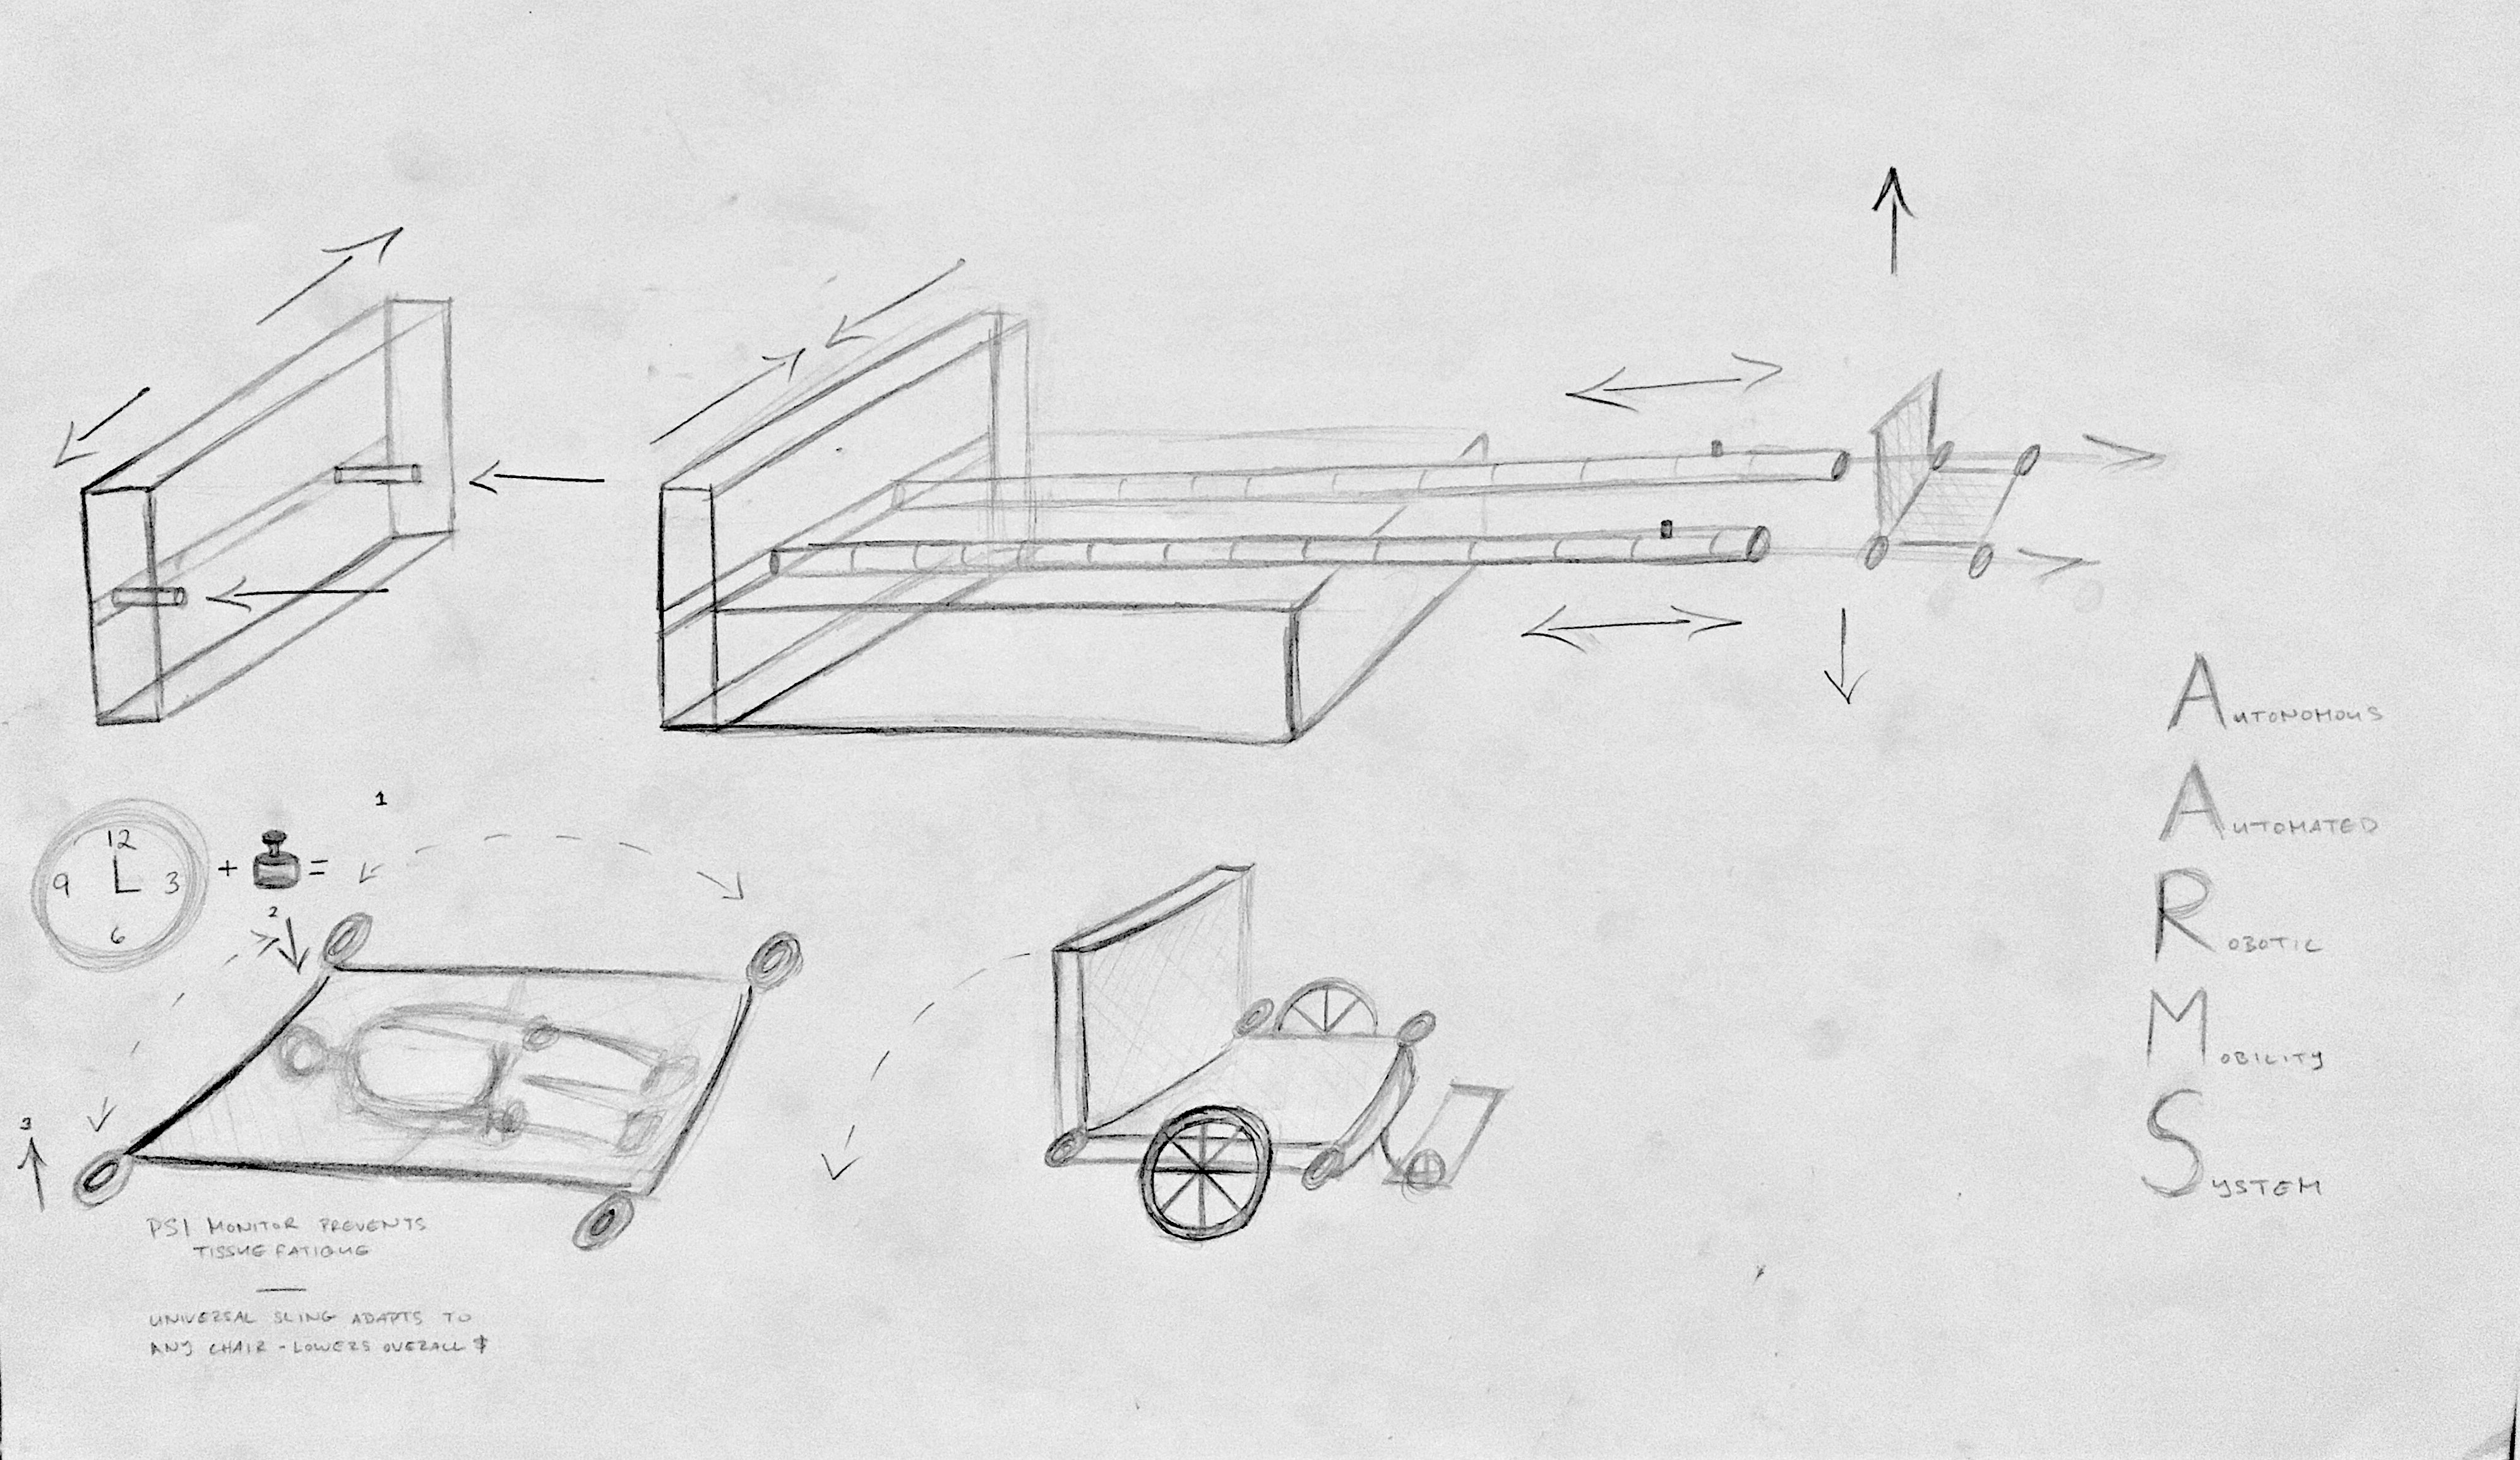 AUTONOMOUS
AUTOMATED
ROBOTIC
MOBILITY
SYSTEM
1
12
9 3
6
+ =
2
3
PSI MONITOR PREVENTS
TISSUE FATIGUE
—
UNIVERSAL SLING ADAPTS TO
ANY CHAIR - LOWERS OVERALL $